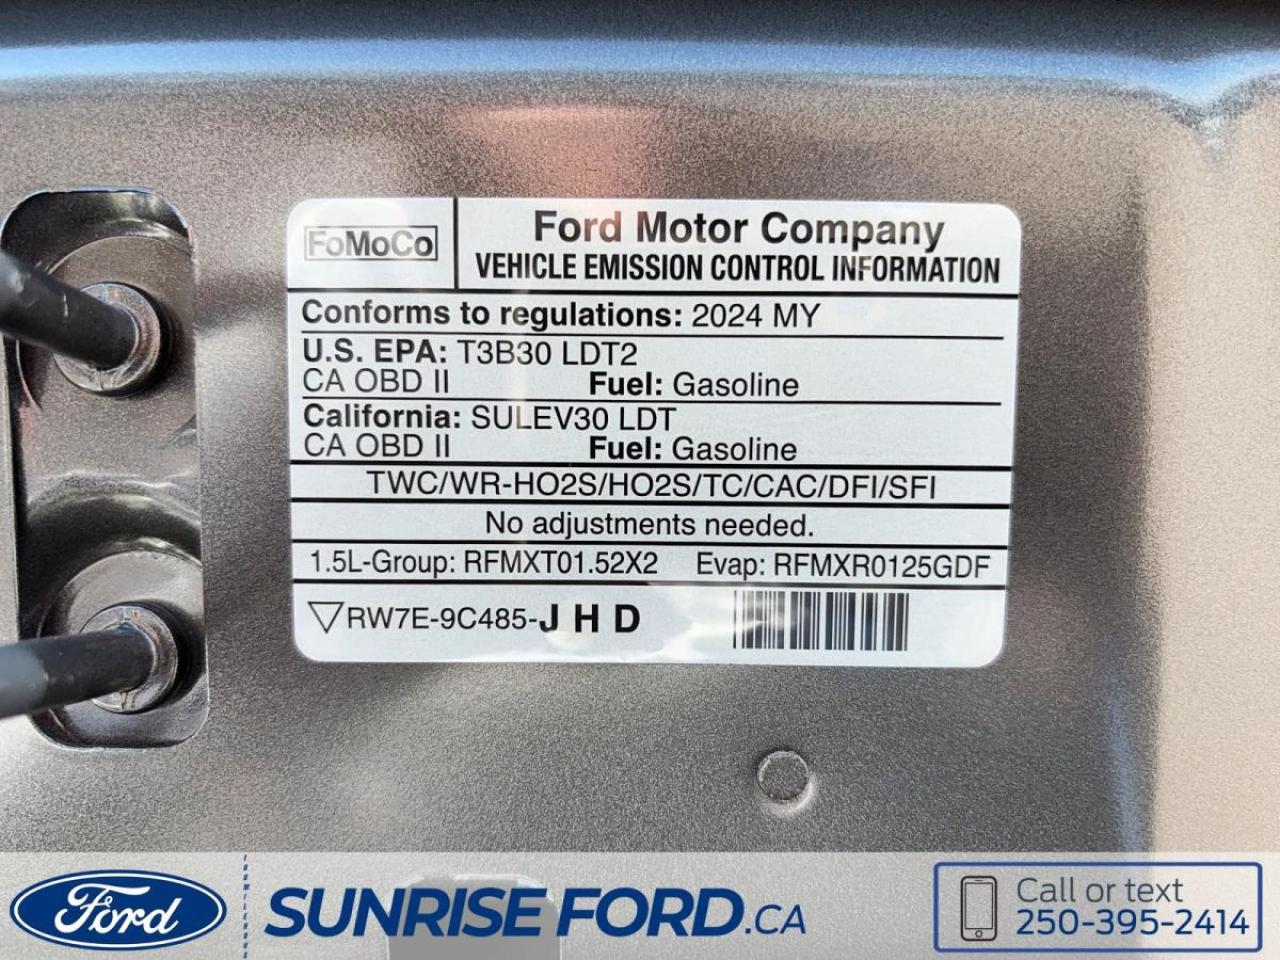 FoMoCo
Ford Motor Company
VEHICLE EMISSION CONTROL INFORMATION
Conforms to regulations: 2024 MY
U.S. EPA: T3B30 LDT2
CA OBD II Fuel: Gasoline
California: SULEV30 LDT
CA OBD II Fuel: Gasoline
TWC/WR-HO2S/HO2S/TC/CAC/DFI/SFI
No adjustments needed.
1.5L-Group: RFMXT01.52X2 Evap: RFMXR0125GDF
RW7E-9C485-J H D
Ford
SUNRISE FORD.CA
Call or text
250-395-2414